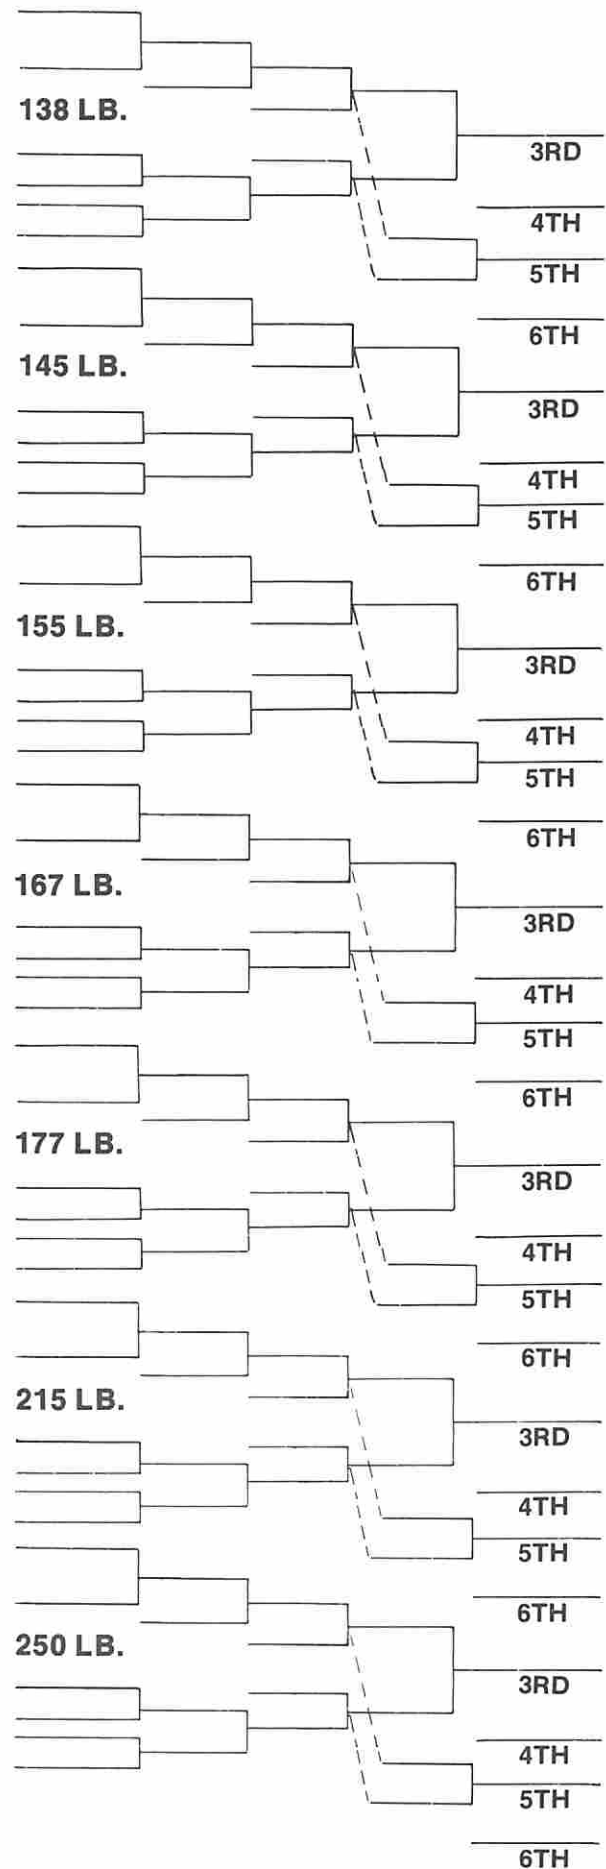 138 LB.
3RD
4TH
5TH
6TH
145 LB.
3RD
4TH
5TH
6TH
155 LB.
3RD
4TH
5TH
6TH
167 LB.
3RD
4TH
5TH
6TH
177 LB.
3RD
4TH
5TH
6TH
215 LB.
3RD
4TH
5TH
6TH
250 LB.
3RD
4TH
5TH
6TH